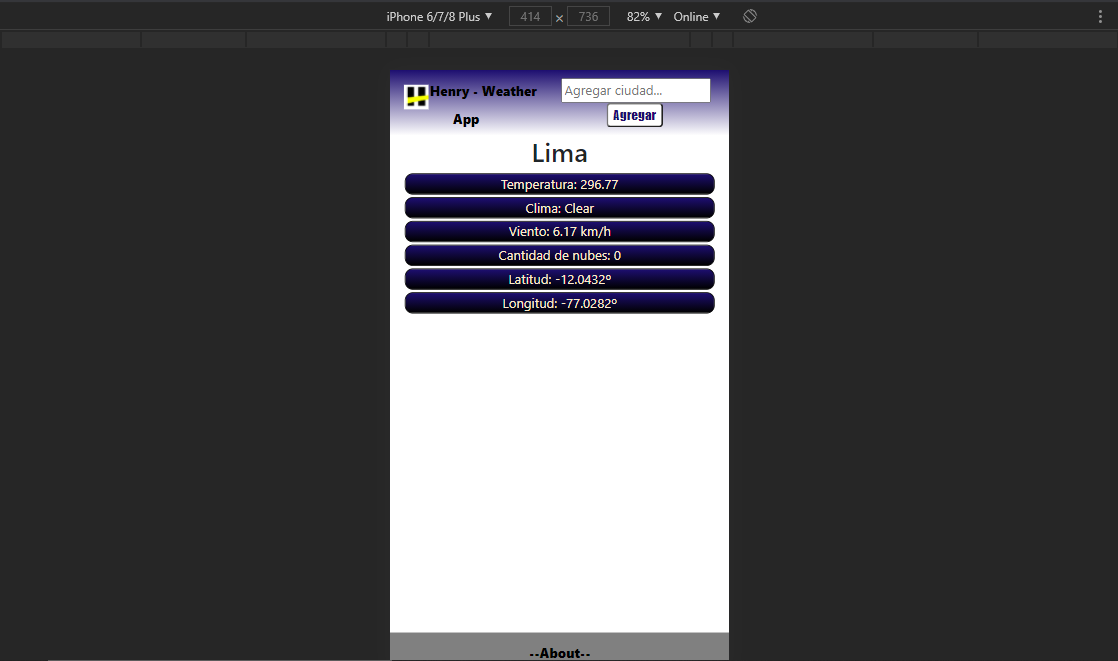 iPhone 6/7/8 Plus ▼ 414 × 736 82% ▼ Online ▼
Henry - Weather
App
Agregar ciudad...
Agregar
Lima
Temperatura: 296.77
Clima: Clear
Viento: 6.17 km/h
Cantidad de nubes: 0
Latitud: -12.0432º
Longitud: -77.0282º
--About--